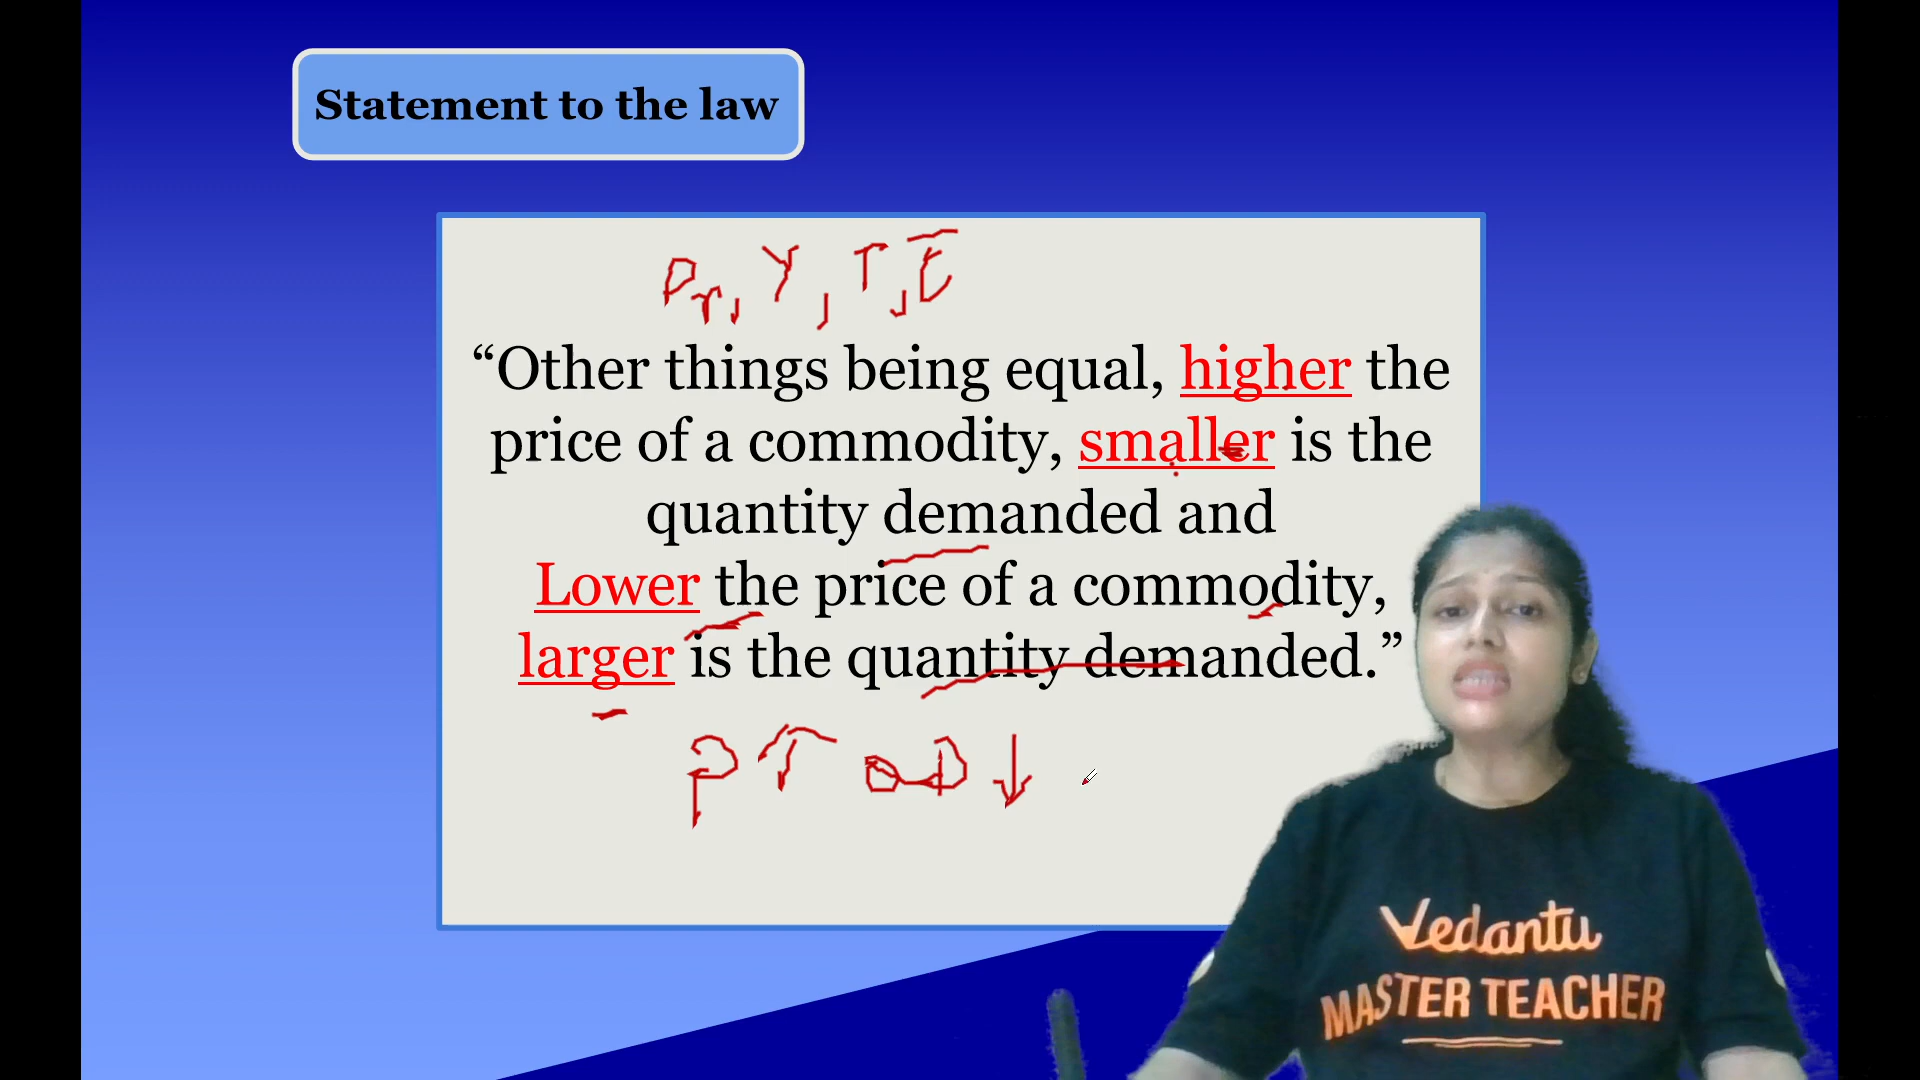 Statement to the law
Pr, Y, T, E
“Other things being equal, higher the
price of a commodity, smaller is the
quantity demanded and
Lower the price of a commodity,
larger is the quantity demanded.”
P ↑ QD ↓
Vedantu
MASTER TEACHER